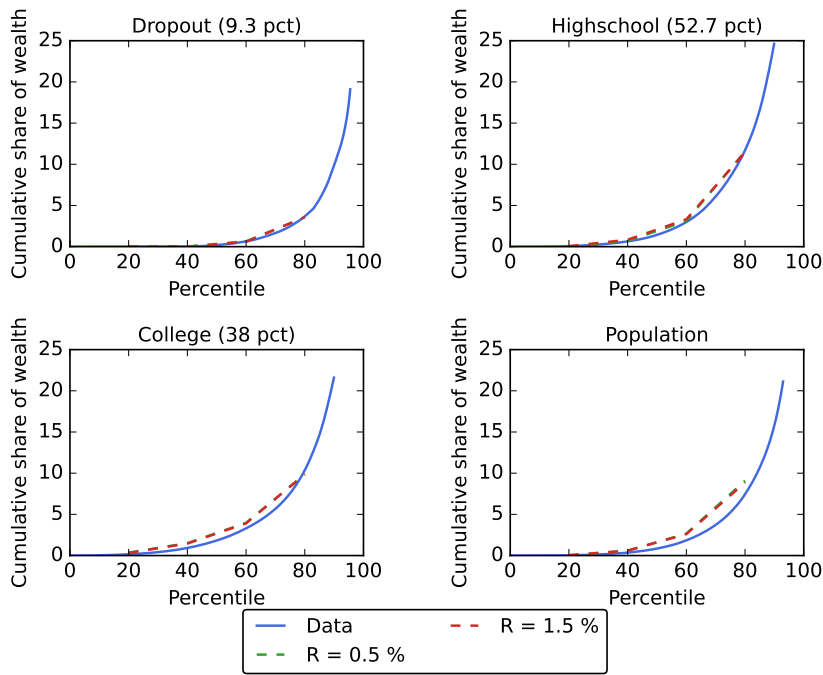 Dropout (9.3 pct)
Cumulative share of wealth
25
20
15
10
5
0
0 20 40 60 80 100
Percentile
Highschool (52.7 pct)
Cumulative share of wealth
25
20
15
10
5
0
0 20 40 60 80 100
Percentile
College (38 pct)
Cumulative share of wealth
25
20
15
10
5
0
0 20 40 60 80 100
Percentile
Population
Cumulative share of wealth
25
20
15
10
5
0
0 20 40 60 80 100
Percentile
Data
R = 0.5 %
R = 1.5 %